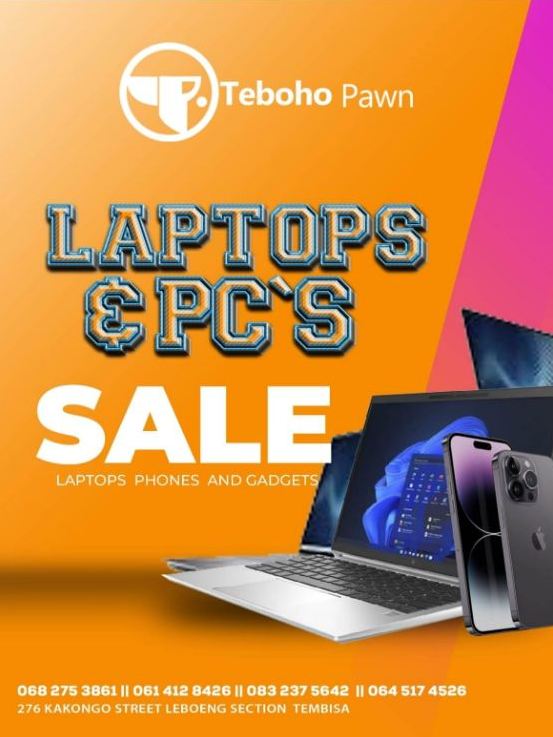 Teboho Pawn
LAPTOPS
& PC`S
SALE
LAPTOPS PHONES AND GADGETS
068 275 3861 || 061 412 8426 || 083 237 5642 || 064 517 4526
276 KAKONGO STREET LEBOENG SECTION TEMBISA